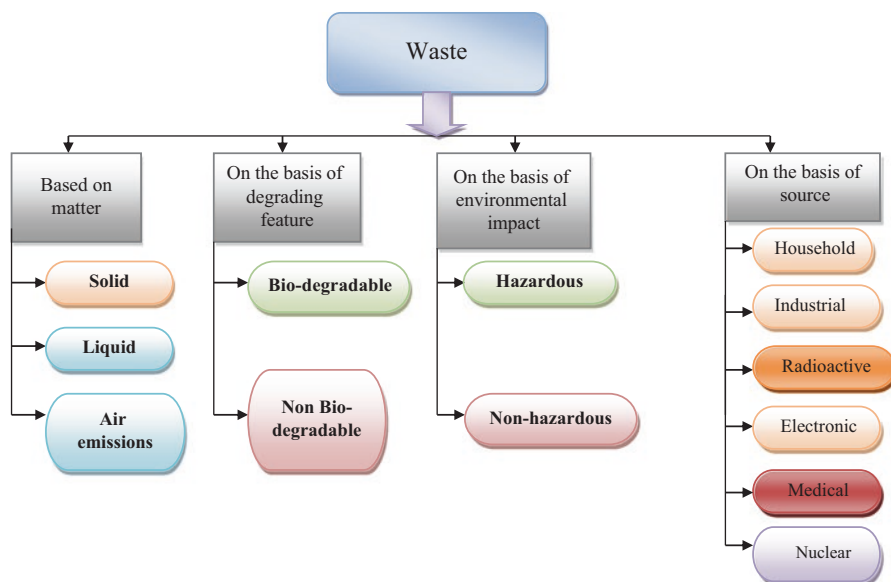 Waste
Based on
matter
Solid
Liquid
Air
emissions
On the basis of
degrading
feature
Bio-degradable
Non Bio-
degradable
On the basis of
environmental
impact
Hazardous
Non-hazardous
On the basis of
source
Household
Industrial
Radioactive
Electronic
Medical
Nuclear